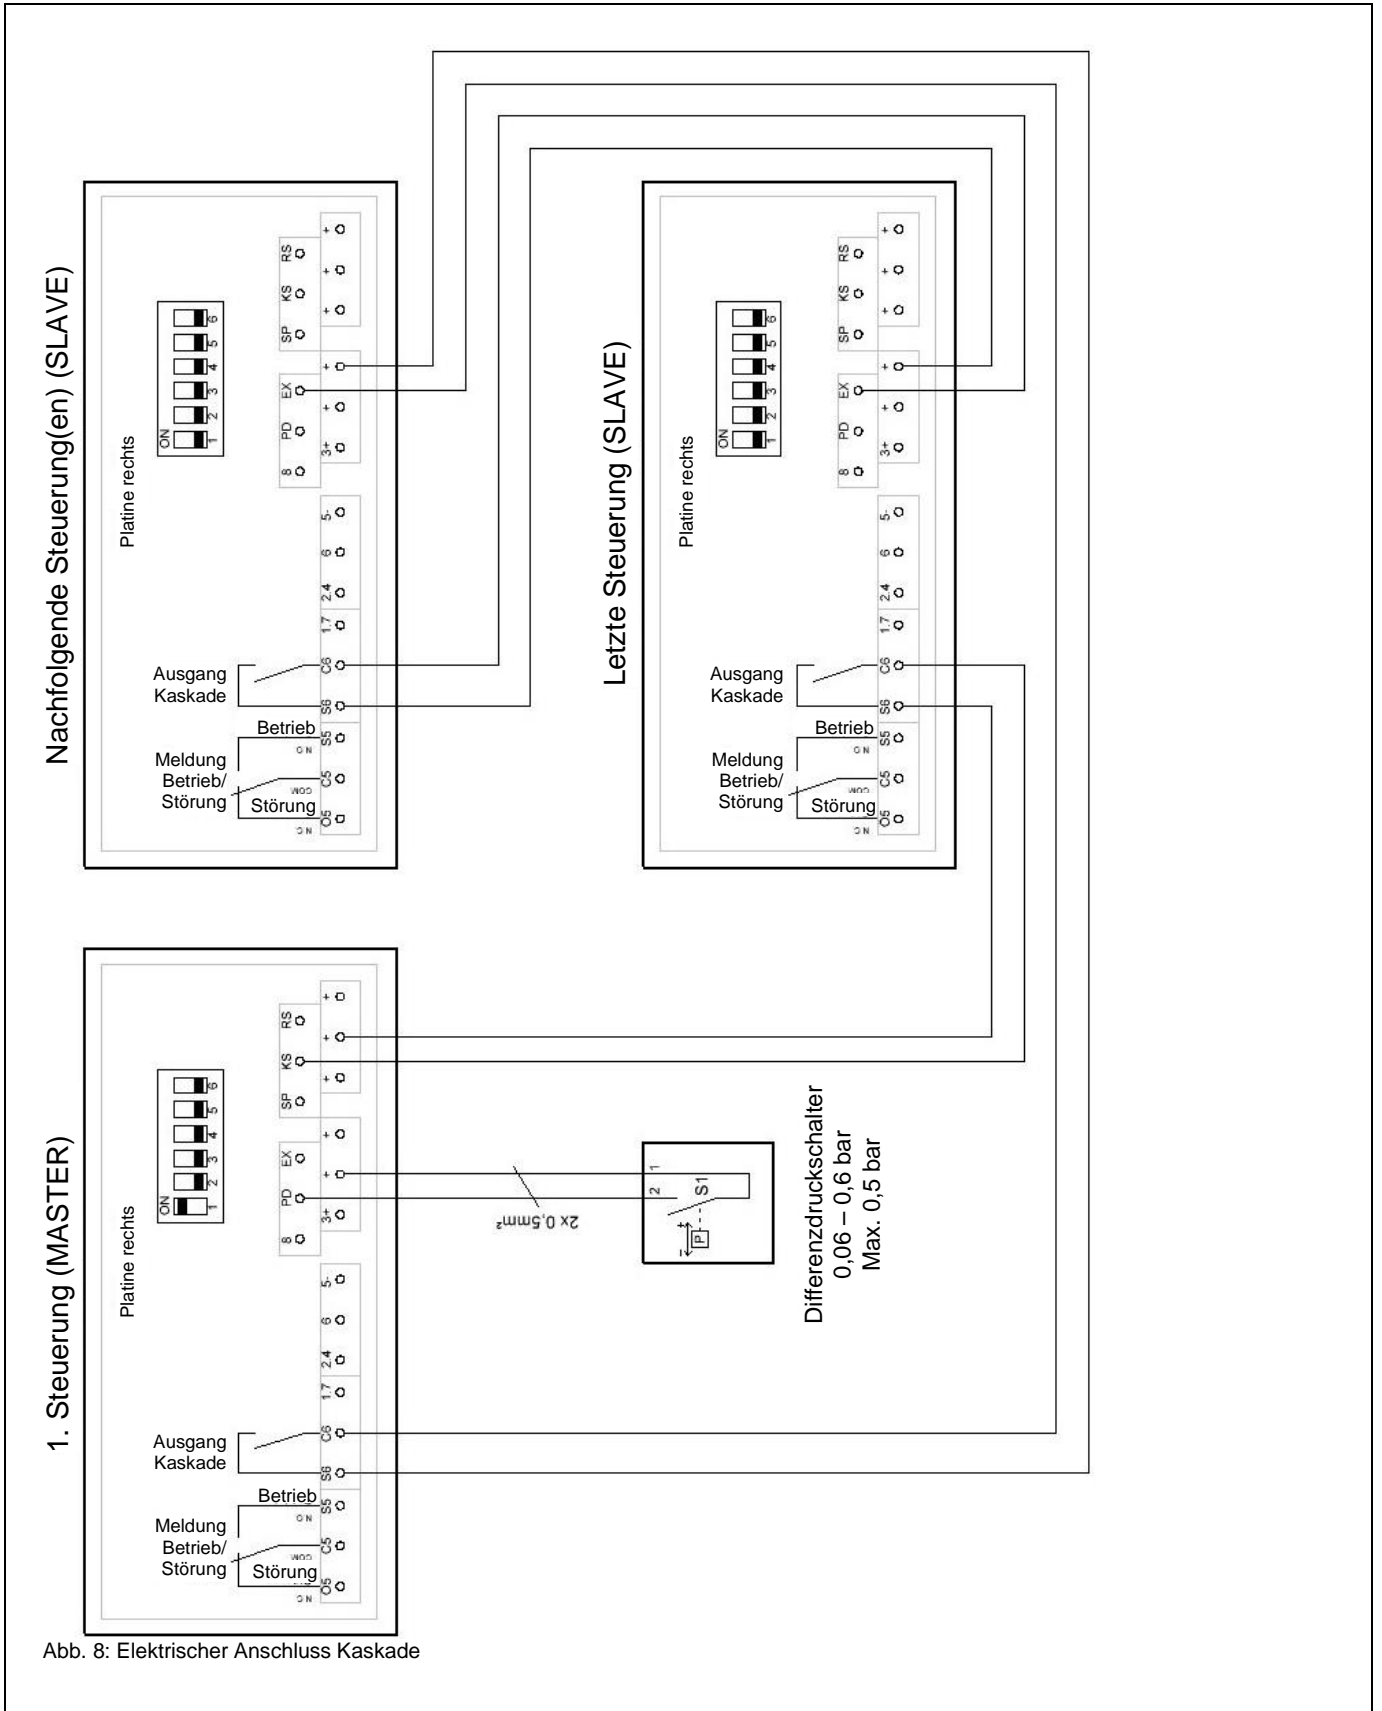 Nachfolgende Steuerung(en) (SLAVE)
Platine rechts
ON
1 2 3 4 5 6
RS
KS
SP
EX
PD
8
+
+
+
+
+
3+
5-
6
2.4
1.7
C6
S6
S5
C5
O5
Ausgang
Kaskade
Betrieb
Meldung
Betrieb/
Störung
Störung
COM
Letzte Steuerung (SLAVE)
Platine rechts
ON
1 2 3 4 5 6
RS
KS
SP
EX
PD
8
+
+
+
+
+
3+
5-
6
2.4
1.7
C6
S6
S5
C5
O5
Ausgang
Kaskade
Betrieb
Meldung
Betrieb/
Störung
Störung
COM
1. Steuerung (MASTER)
Platine rechts
ON
1 2 3 4 5 6
RS
KS
SP
EX
PD
8
+
+
+
+
+
3+
5-
6
2.4
1.7
C6
S6
S5
C5
O5
Ausgang
Kaskade
Betrieb
Meldung
Betrieb/
Störung
Störung
COM
2x 0,5mm²
1
2
S1
P
+
-
Differenzdruckschalter
0,06 – 0,6 bar
Max. 0,5 bar
Abb. 8: Elektrischer Anschluss Kaskade